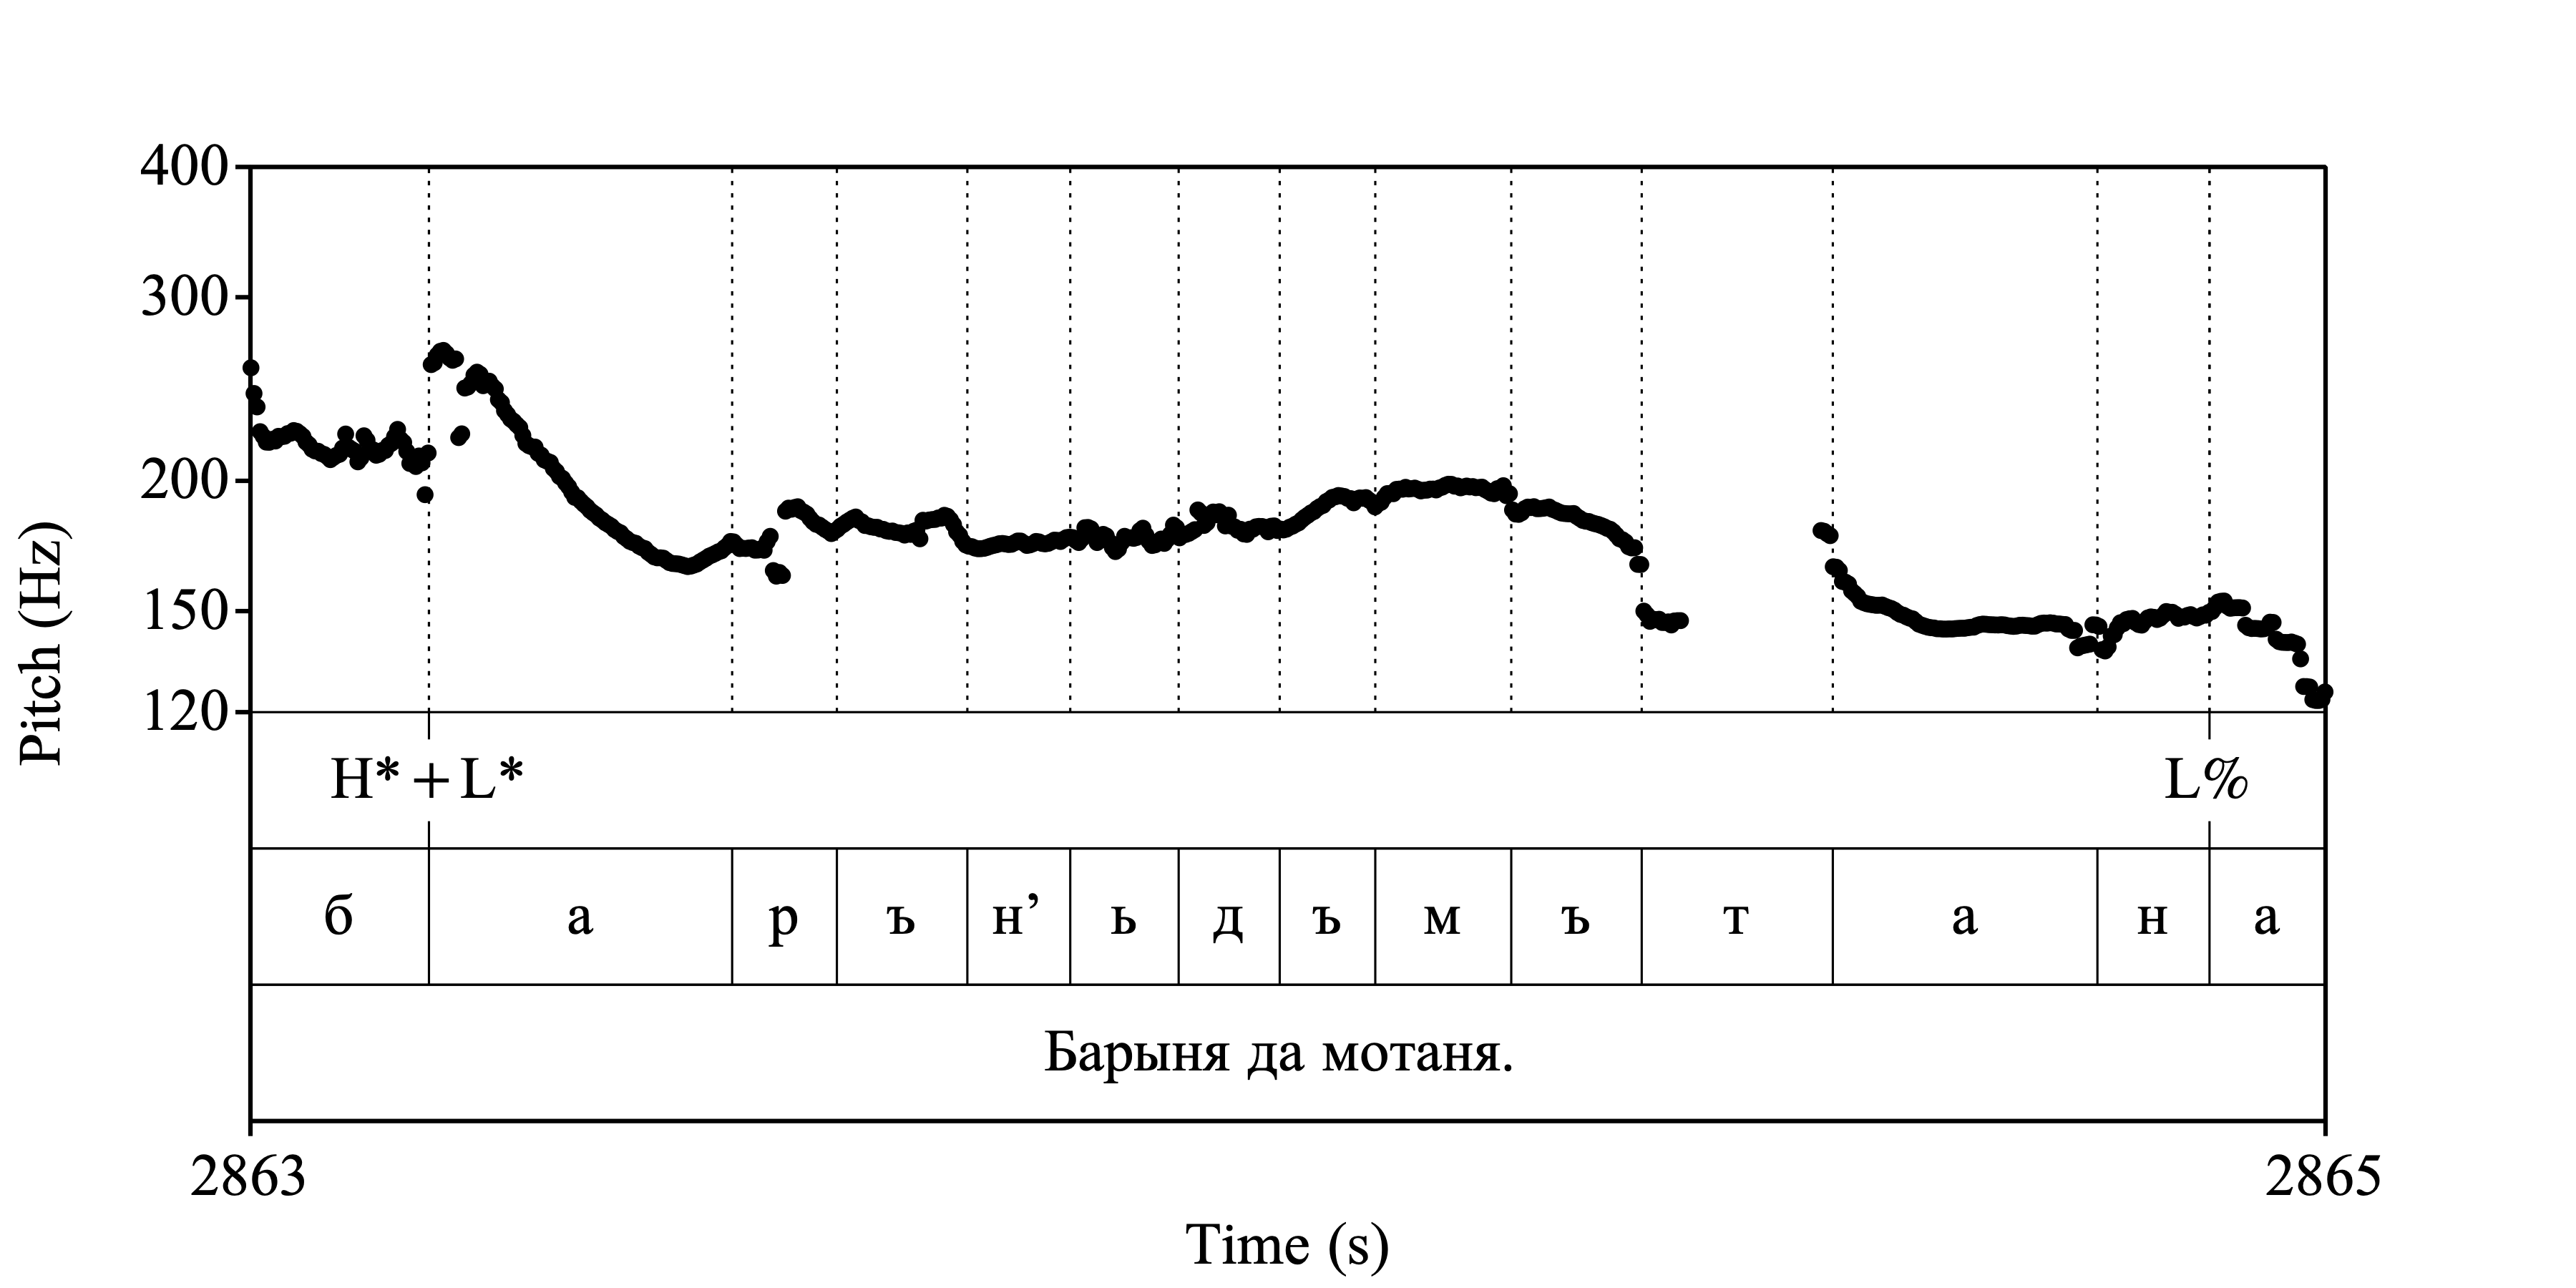 400
300
200
150
120
Pitch (Hz)
H* + L* L%
б а р ъ н’ ь д ъ м ъ т а н а
Барыня да мотаня.
2863 2865
Time (s)